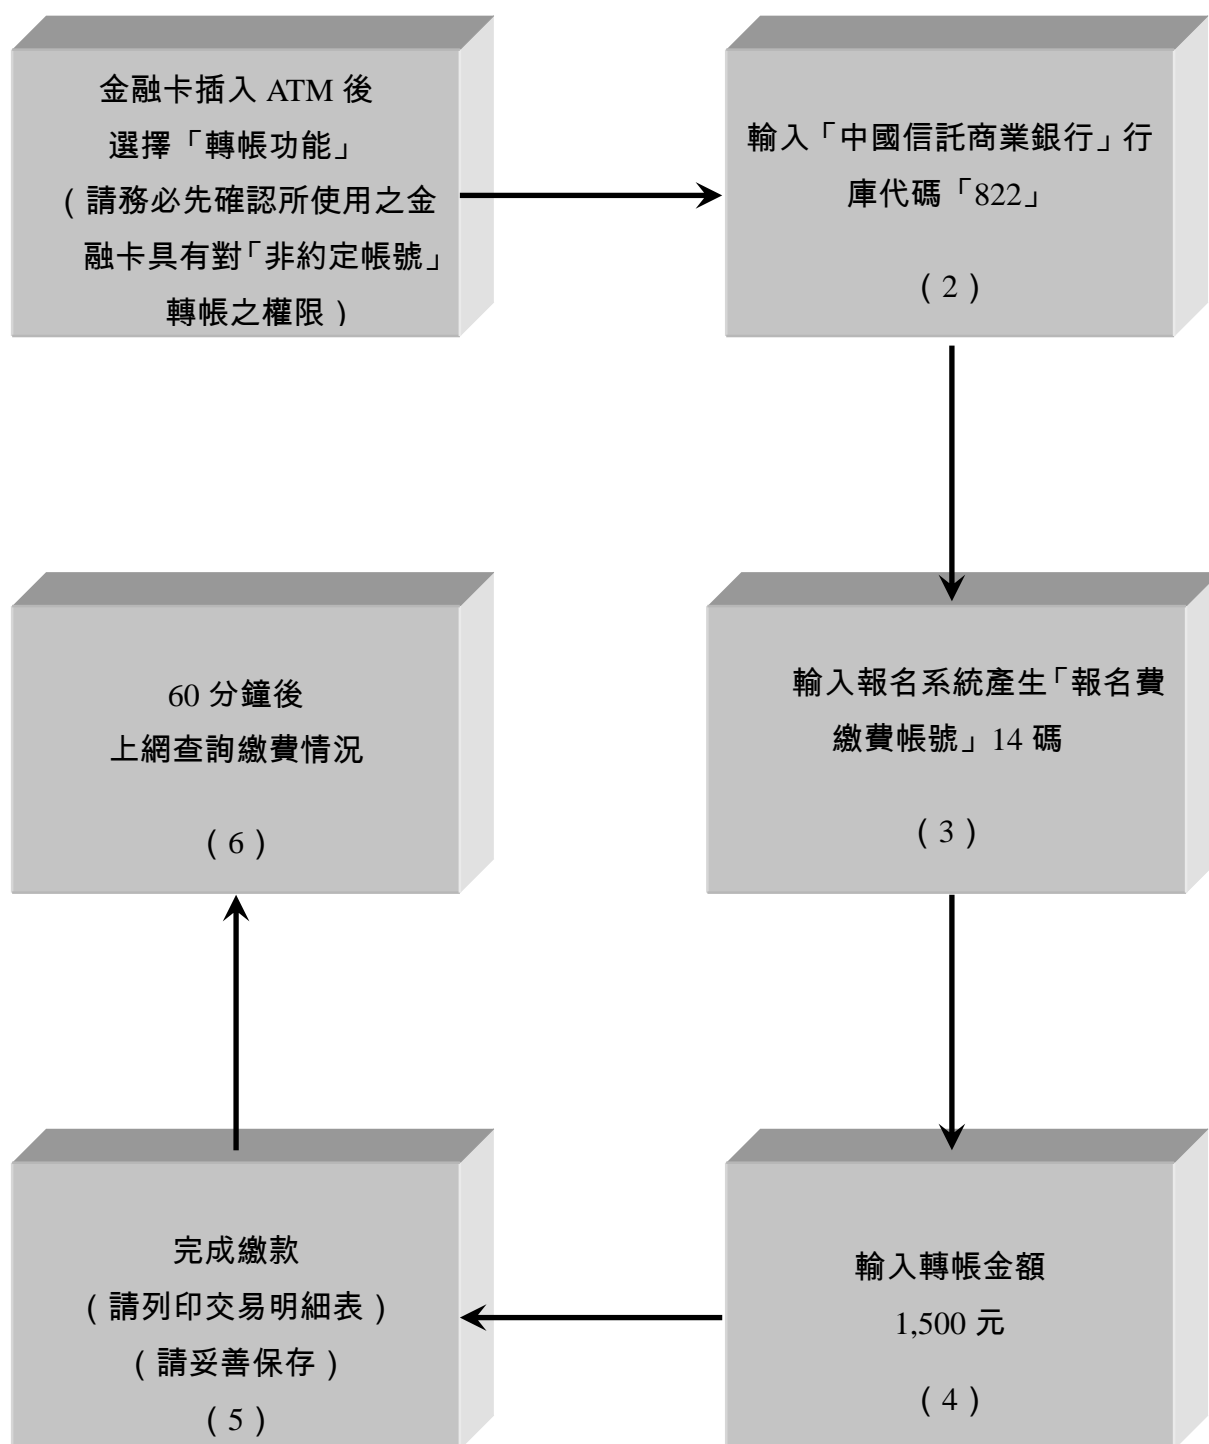 金融卡插入 ATM 後
選擇「轉帳功能」
（請務必先確認所使用之金
融卡具有對「非約定帳號」
轉帳之權限）
輸入「中國信託商業銀行」行
庫代碼「822」
（2）
輸入報名系統產生「報名費
繳費帳號」14 碼
（3）
輸入轉帳金額
1,500 元
（4）
完成繳款
（請列印交易明細表）
（請妥善保存）
（5）
60 分鐘後
上網查詢繳費情況
（6）